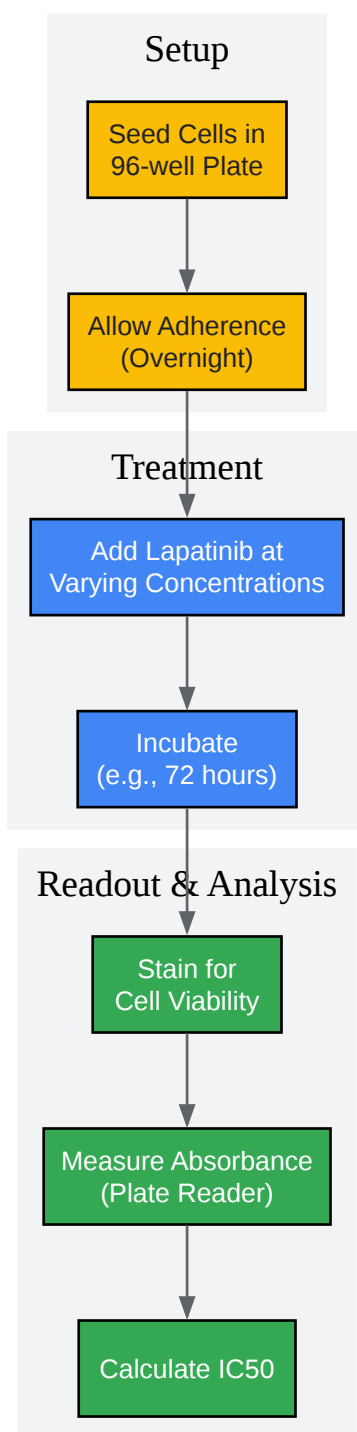 Setup
Seed Cells in
96-well Plate
Allow Adherence
(Overnight)
Treatment
Add Lapatinib at
Varying Concentrations
Incubate
(e.g., 72 hours)
Readout & Analysis
Stain for
Cell Viability
Measure Absorbance
(Plate Reader)
Calculate IC50